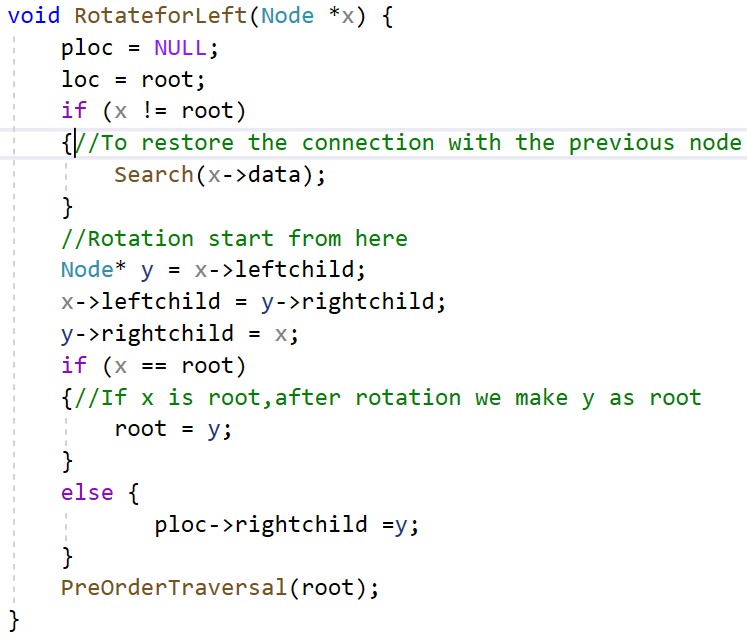 void RotateforLeft(Node *x) {
    ploc = NULL;
    loc = root;
    if (x != root)
    {//To restore the connection with the previous node
        Search(x->data);
    }
    //Rotation start from here
    Node* y = x->leftchild;
    x->leftchild = y->rightchild;
    y->rightchild = x;
    if (x == root)
    {//If x is root,after rotation we make y as root
        root = y;
    }
    else {
           ploc->rightchild =y;
    }
    PreOrderTraversal(root);
}